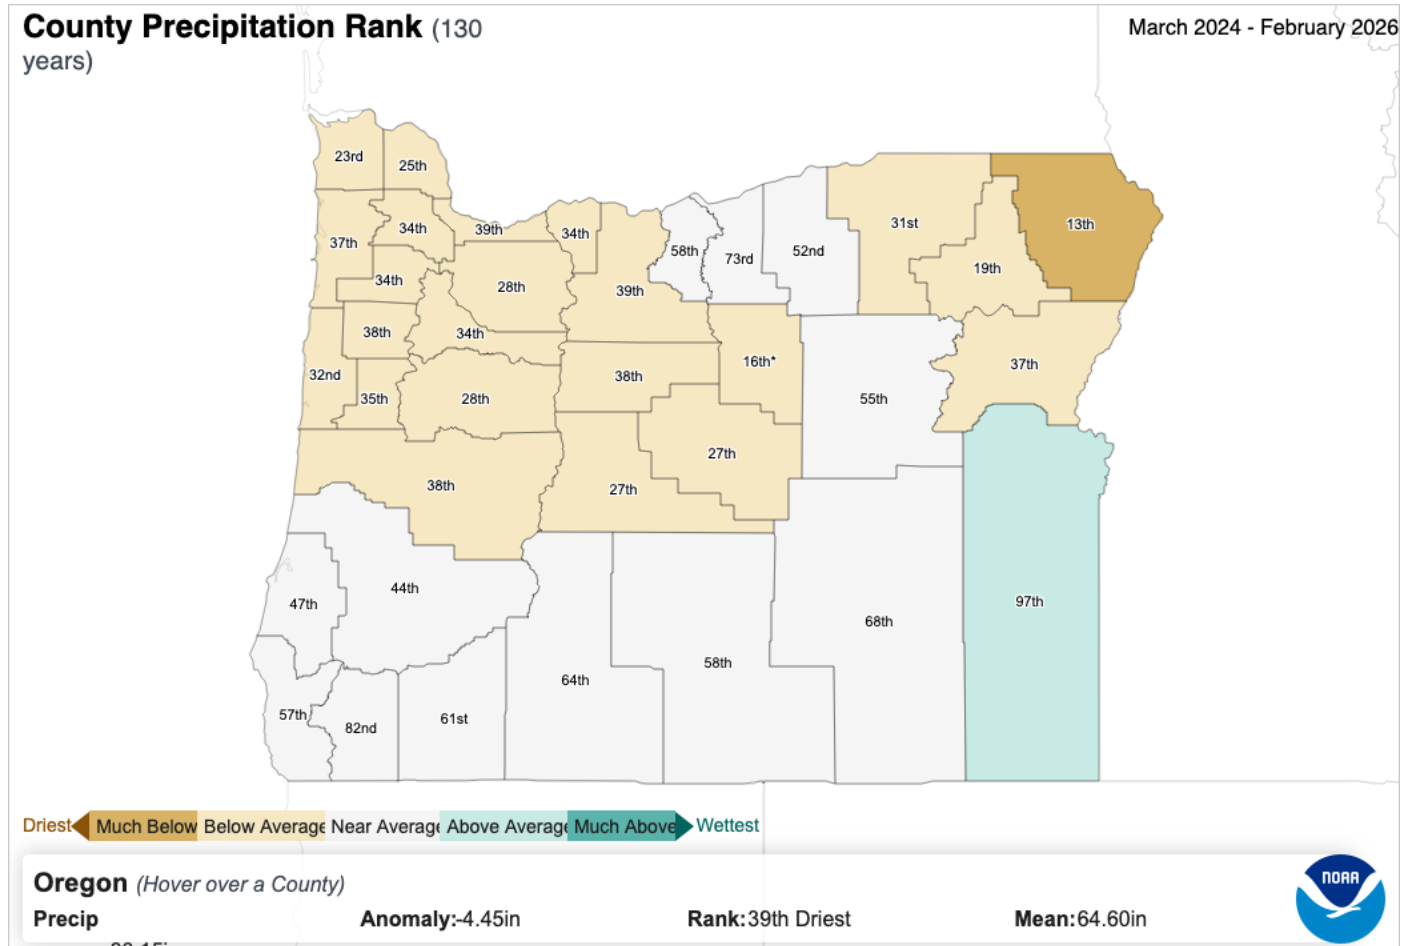 County Precipitation Rank (130
years)
March 2024 - February 2026
23rd
25th
37th
34th
39th
34th
58th
73rd
52nd
31st
13th
19th
34th
28th
39th
38th
34th
16th*
37th
32nd
35th
28th
38th
55th
27th
38th
27th
44th
47th
97th
68th
64th
58th
57th
82nd
61st
Driest Much Below Below Average Near Average Above Average Much Above Wettest
Oregon (Hover over a County)
NOAA
Precip Anomaly:-4.45in Rank:39th Driest Mean:64.60in